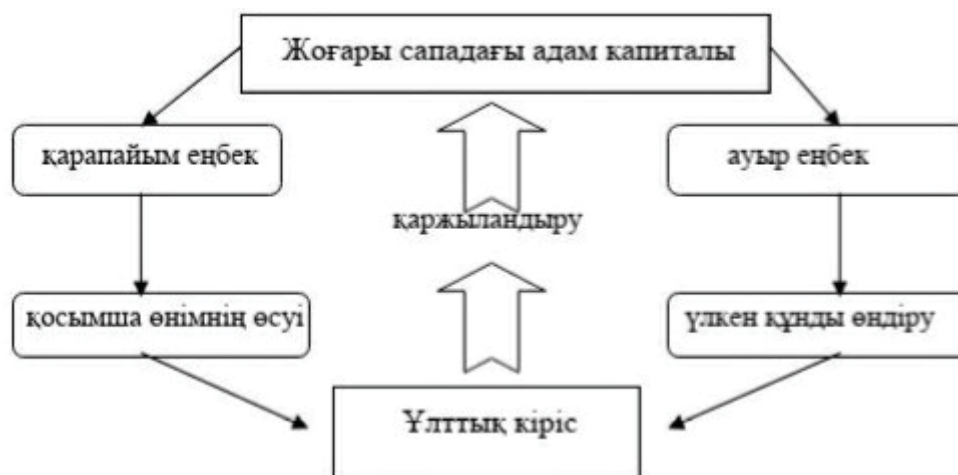 Жоғары сападағы адам капиталы
қарапайым еңбек
ауыр еңбек
қаржыландыру
қосымша өнімнің өсуі
үлкен құнды өндіру
Ұлттық кіріс